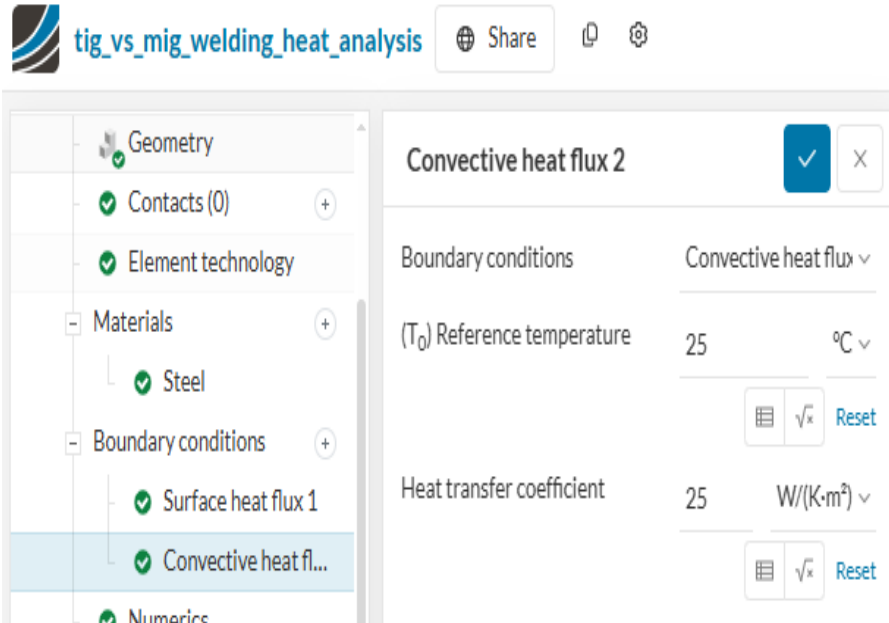 tig_vs_mig_welding_heat_analysis Share
Geometry
Contacts (0)
Element technology
Materials
Steel
Boundary conditions
Surface heat flux 1
Convective heat fl...
Numerics
Convective heat flux 2
Boundary conditions Convective heat flux
(T₀) Reference temperature 25 °C
Reset
Heat transfer coefficient 25 W/(K·m²)
Reset